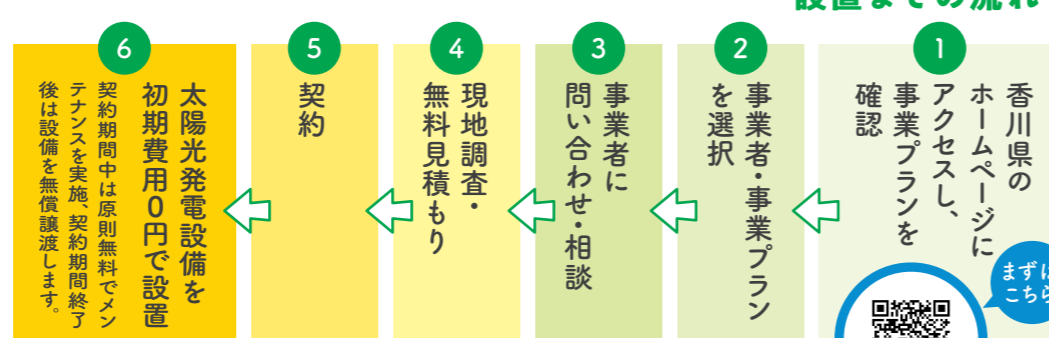 設置までの流れ
1
香川県の
ホームページに
アクセスし、
事業プランを
確認
まずは
こちら
2
事業者・事業プラン
を選択
3
事業者に
問い合わせ・相談
4
現地調査・
無料見積もり
5
契約
6
太陽光発電設備を
初期費用0円で設置
契約期間中は原則無料でメン
テナンスを実施、契約期間終了
後は設備を無償譲渡します。